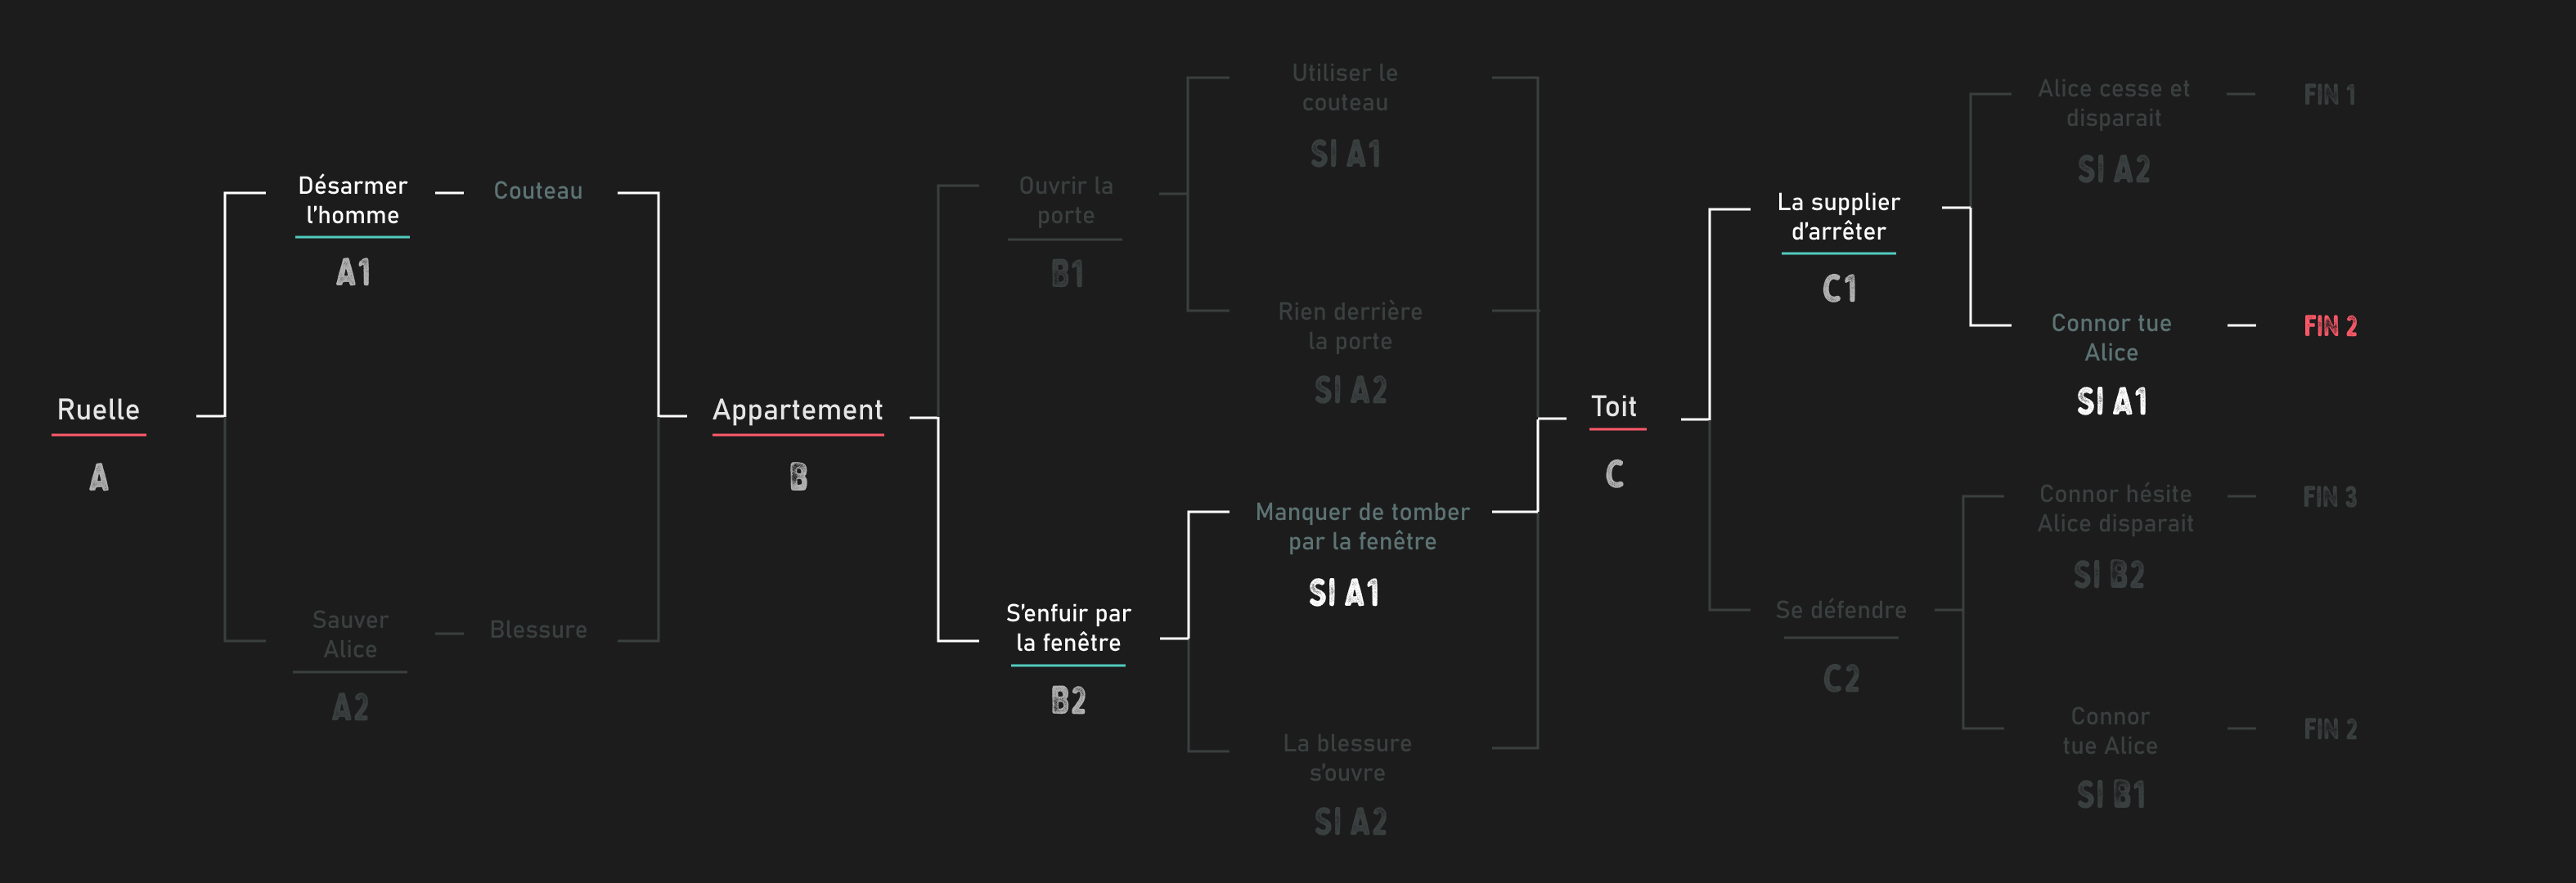 Ruelle
A
Désarmer
l'homme
A1
Couteau
Sauver
Alice
A2
Blessure
Appartement
B
Ouvrir la
porte
B1
Utiliser le
couteau
SI A1
Rien derrière
la porte
SI A2
S'enfuir par
la fenêtre
B2
Manquer de tomber
par la fenêtre
SI A1
La blessure
s'ouvre
SI A2
Toit
C
La supplier
d'arrêter
C1
Alice cesse et
disparait
SI A2
FIN 1
Connor tue
Alice
SI A1
FIN 2
Se défendre
C2
Connor hésite
Alice disparait
SI B2
FIN 3
Connor
tue Alice
SI B1
FIN 2